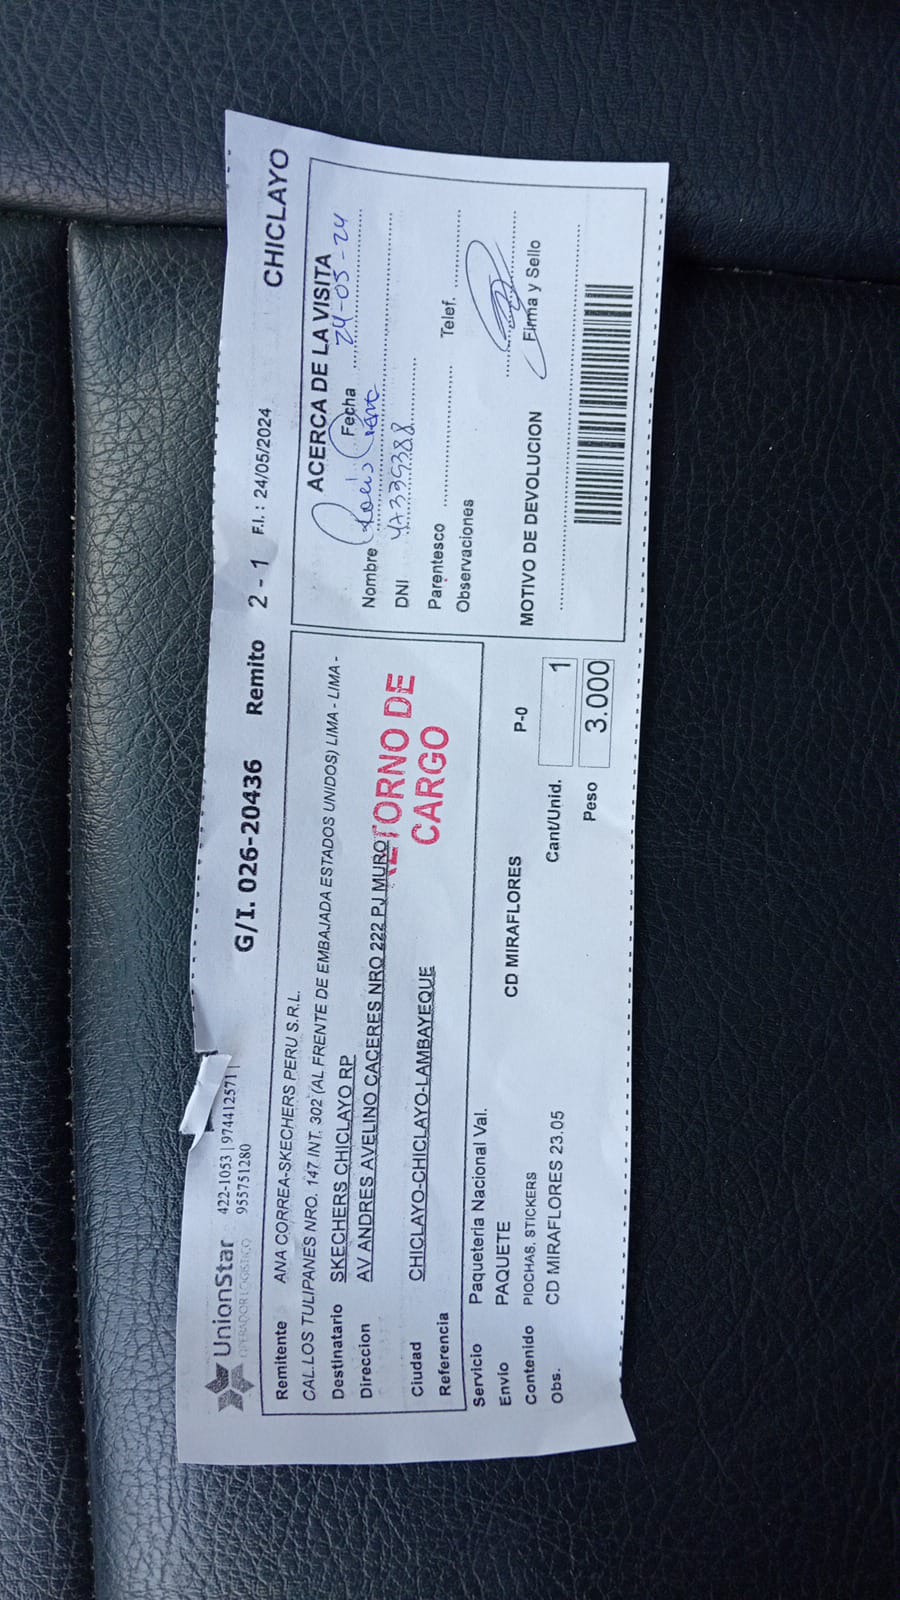 UnionStar
OPERADOR LOGISTICO
422-1053 | 974412571 |
955751280
G/I. 026-20436 Remito 2 - 1 F.I.: 24/05/2024 CHICLAYO
Remitente ANA CORREA-SKECHERS PERU S.R.L.
CAL.LOS TULIPANES NRO. 147 INT. 302 (AL FRENTE DE EMBAJADA ESTADOS UNIDOS) LIMA - LIMA -
Destinatario SKECHERS CHICLAYO RP
Direccion AV ANDRES AVELINO CACERES NRO 222 PJ MURO
Ciudad CHICLAYO-CHICLAYO-LAMBAYEQUE
Referencia
ETORNO DE
CARGO
Servicio Paqueteria Nacional Val.
Envio PAQUETE CD MIRAFLORES P-0
Contenido PIOCHAS, STICKERS
Obs. CD MIRAFLORES 23.05
Cant/Unid. 1
Peso 3.000
ACERCA DE LA VISITA
Fecha 24-05-24
Nombre
DNI
Parentesco
Telef.
Observaciones
Firma y Sello
MOTIVO DE DEVOLUCION